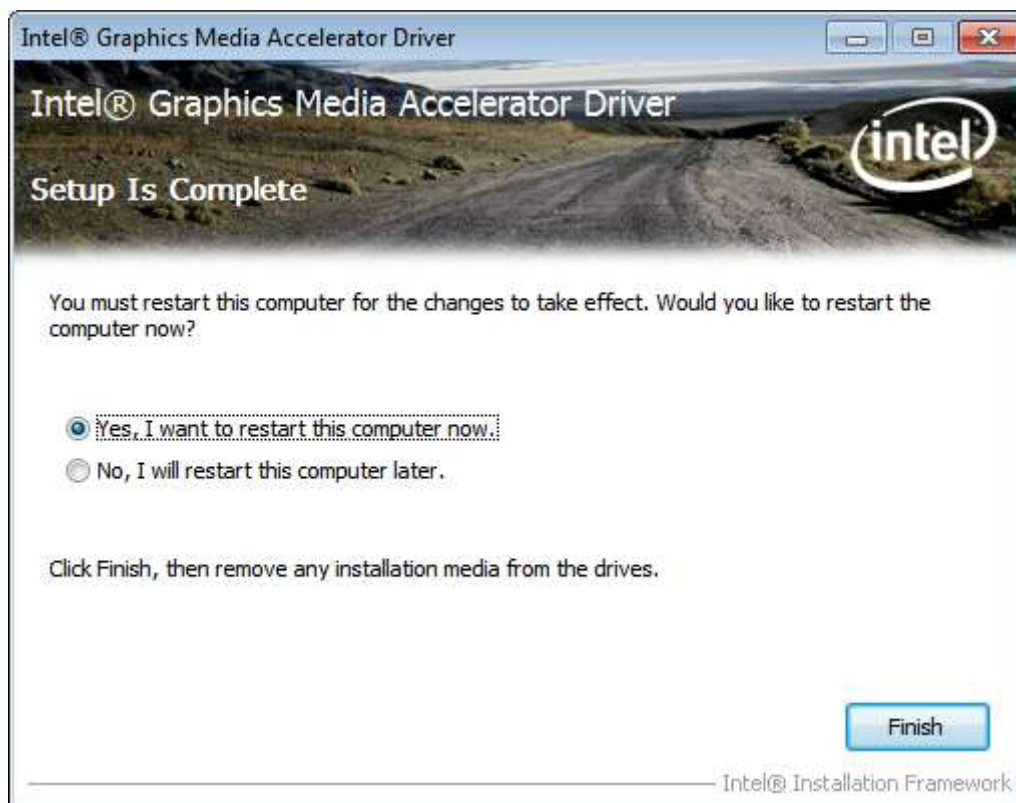 Intel® Graphics Media Accelerator Driver
Intel® Graphics Media Accelerator Driver
intel
Setup Is Complete
You must restart this computer for the changes to take effect. Would you like to restart the
computer now?
Yes, I want to restart this computer now.
No, I will restart this computer later.
Click Finish, then remove any installation media from the drives.
Finish
Intel® Installation Framework